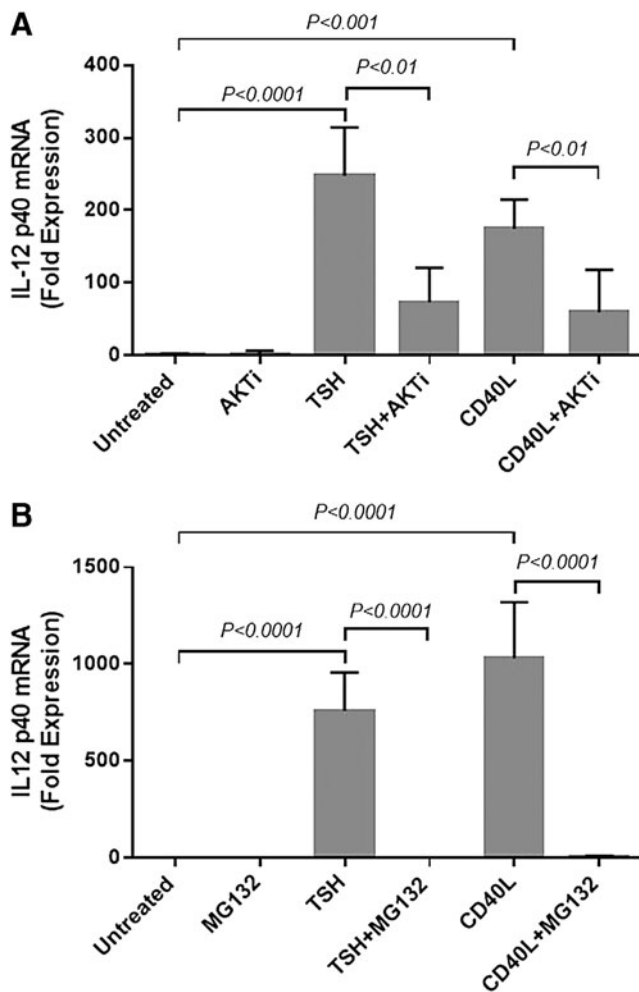 A
P<0.001
P<0.01
P<0.0001
P<0.01
IL-12 p40 mRNA
(Fold Expression)
400
300
200
100
0
Untreated
AKTi
TSH
TSH+AKTi
CD40L
CD40L+AKTi
B
P<0.0001
P<0.0001
P<0.0001
P<0.0001
IL12 p40 mRNA
(Fold Expression)
1500
1000
500
0
Untreated
MG132
TSH
TSH+MG132
CD40L
CD40L+MG132